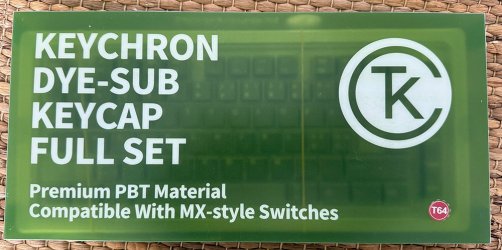 KEYCHRON
DYE-SUB
KEYCAP
FULL SET
TK
Premium PBT Material
Compatible With MX-style Switches
T64